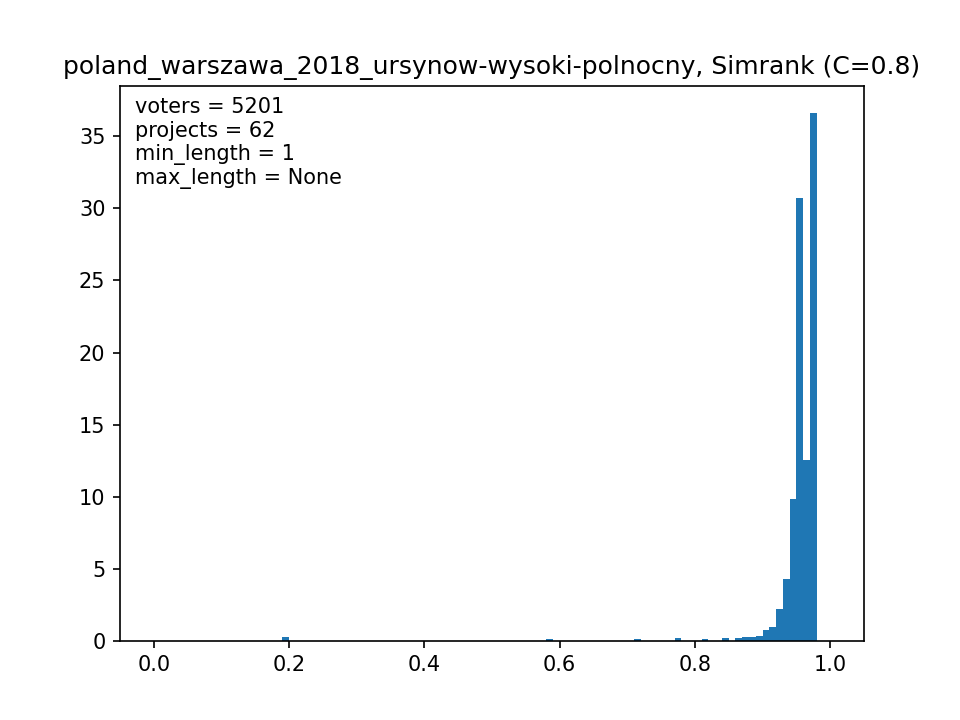 poland_warszawa_2018_ursynow-wysoki-polnocny, Simrank (C=0.8)
voters = 5201
projects = 62
min_length = 1
max_length = None
35
30
25
20
15
10
5
0
0.0 0.2 0.4 0.6 0.8 1.0